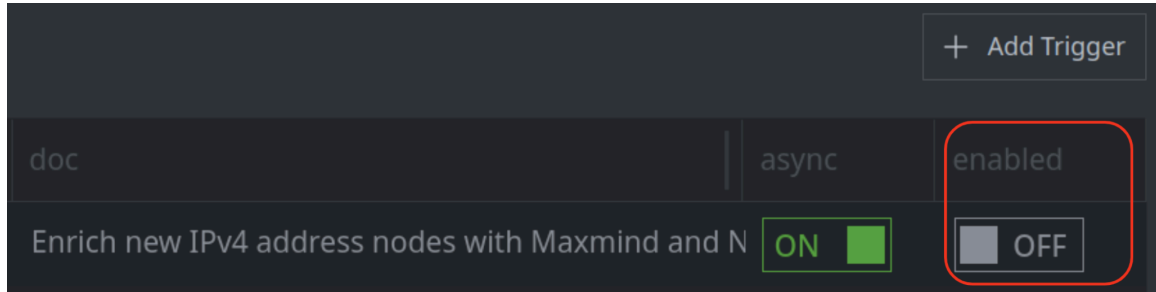 + Add Trigger
doc async enabled
Enrich new IPv4 address nodes with Maxmind and N ON OFF